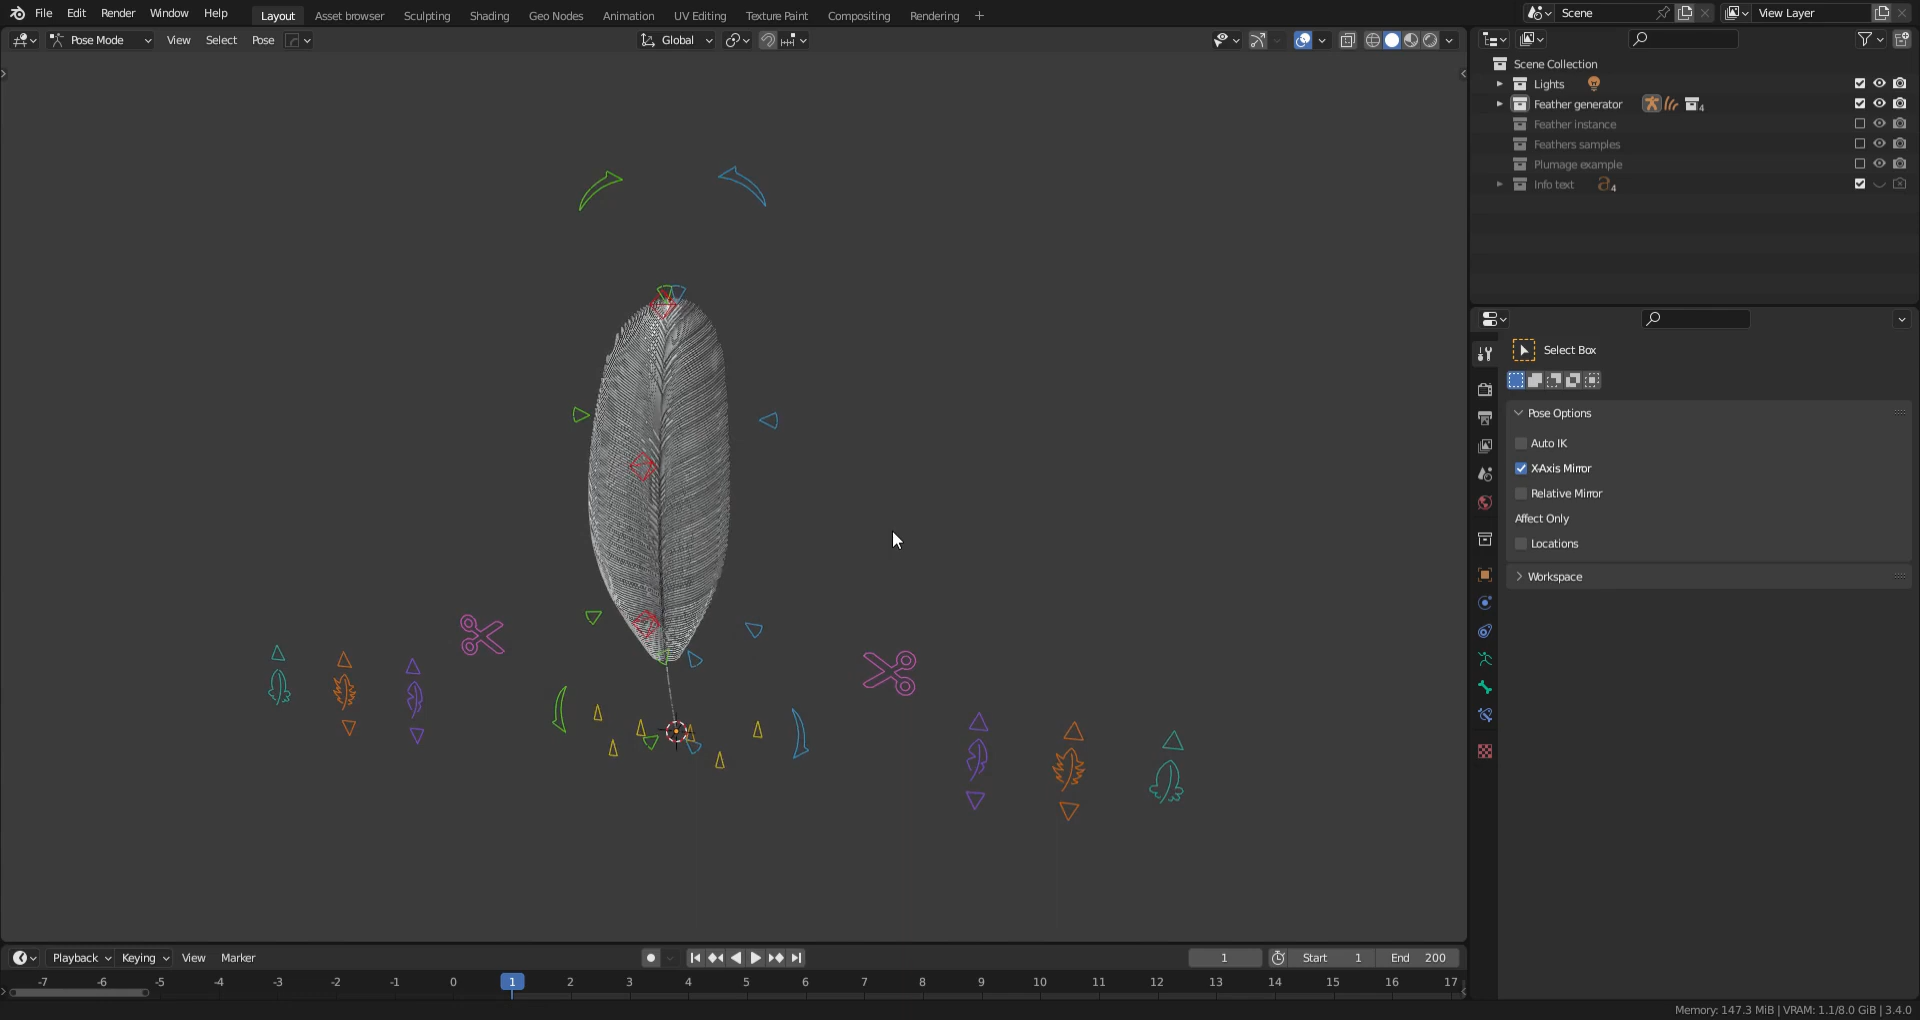 File Edit Render Window Help Layout Asset browser Sculpting Shading Geo Nodes Animation UV Editing Texture Paint Compositing Rendering + Scene View Layer
Pose Mode View Select Pose Global
Scene Collection
Lights
Feather generator 4
Feather instance
Feathers samples
Plumage example
Info text a 4
Select Box
Pose Options
Auto IK
X-Axis Mirror
Relative Mirror
Affect Only
Locations
Workspace
Playback Keying View Marker 1 Start 1 End 200
-7 -6 -5 -4 -3 -2 -1 0 1 2 3 4 5 6 7 8 9 10 11 12 13 14 15 16 17
Memory: 147.3 MiB | VRAM: 1.1/8.0 GiB | 3.4.0